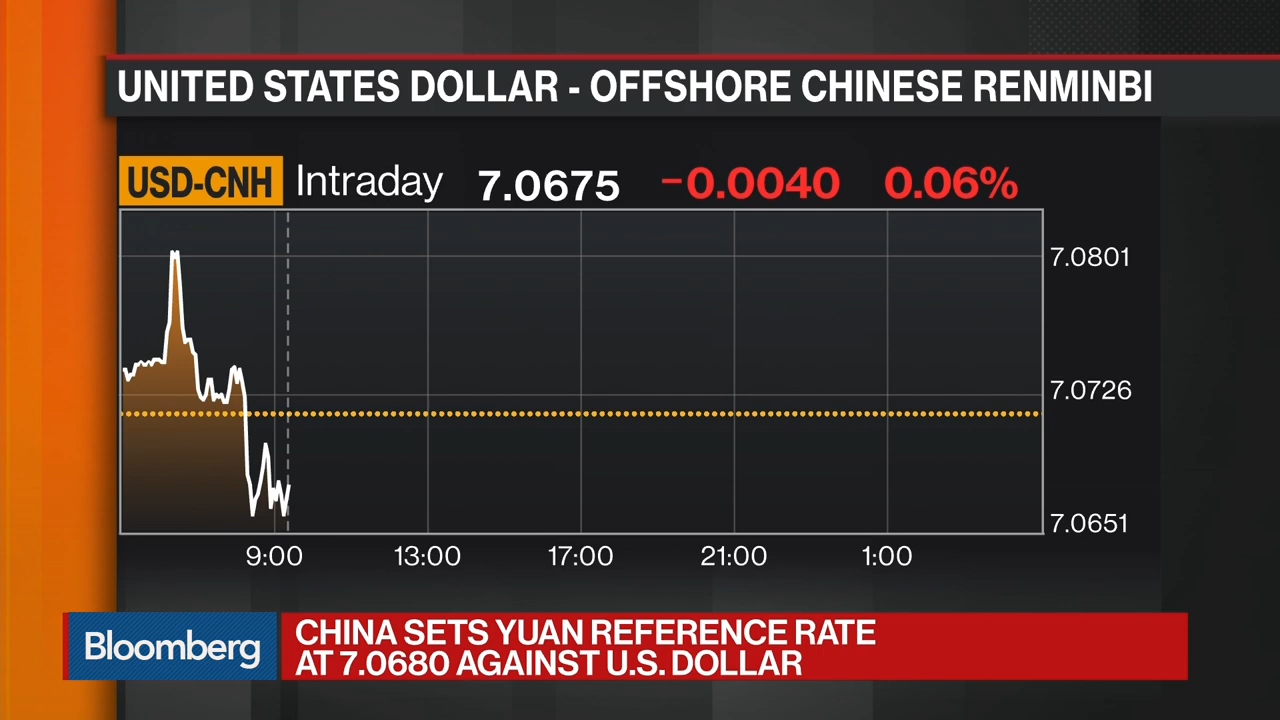 UNITED STATES DOLLAR - OFFSHORE CHINESE RENMINBI
USD-CNH Intraday 7.0675 -0.0040 0.06%
7.0801
7.0726
7.0651
9:00 13:00 17:00 21:00 1:00
Bloomberg
CHINA SETS YUAN REFERENCE RATE
AT 7.0680 AGAINST U.S. DOLLAR